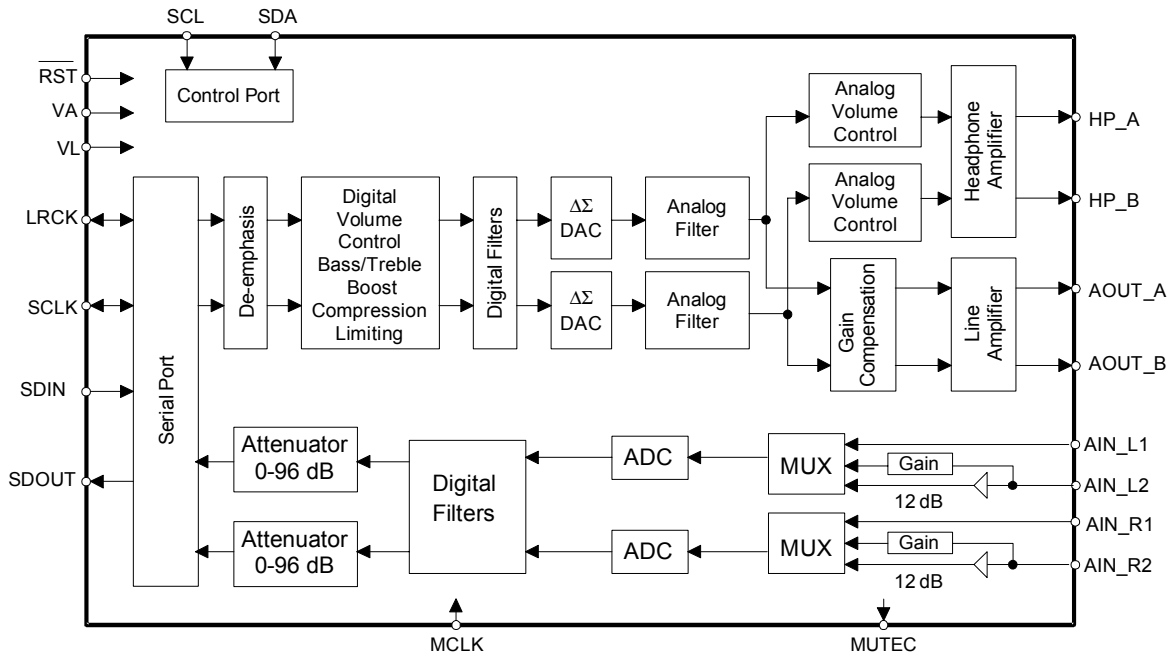 SCL
SDA
RST
VA
VL
Control Port
LRCK
SCLK
SDIN
SDOUT
Serial Port
De-emphasis
Digital
Volume
Control
Bass/Treble
Boost
Compression
Limiting
Digital Filters
ΔΣ
DAC
ΔΣ
DAC
Analog
Filter
Analog
Filter
Analog
Volume
Control
Analog
Volume
Control
Headphone
Amplifier
HP_A
HP_B
Gain
Compensation
Line
Amplifier
AOUT_A
AOUT_B
Attenuator
0-96 dB
Attenuator
0-96 dB
Digital
Filters
ADC
ADC
MUX
MUX
Gain
12 dB
Gain
12 dB
AIN_L1
AIN_L2
AIN_R1
AIN_R2
MCLK
MUTEC